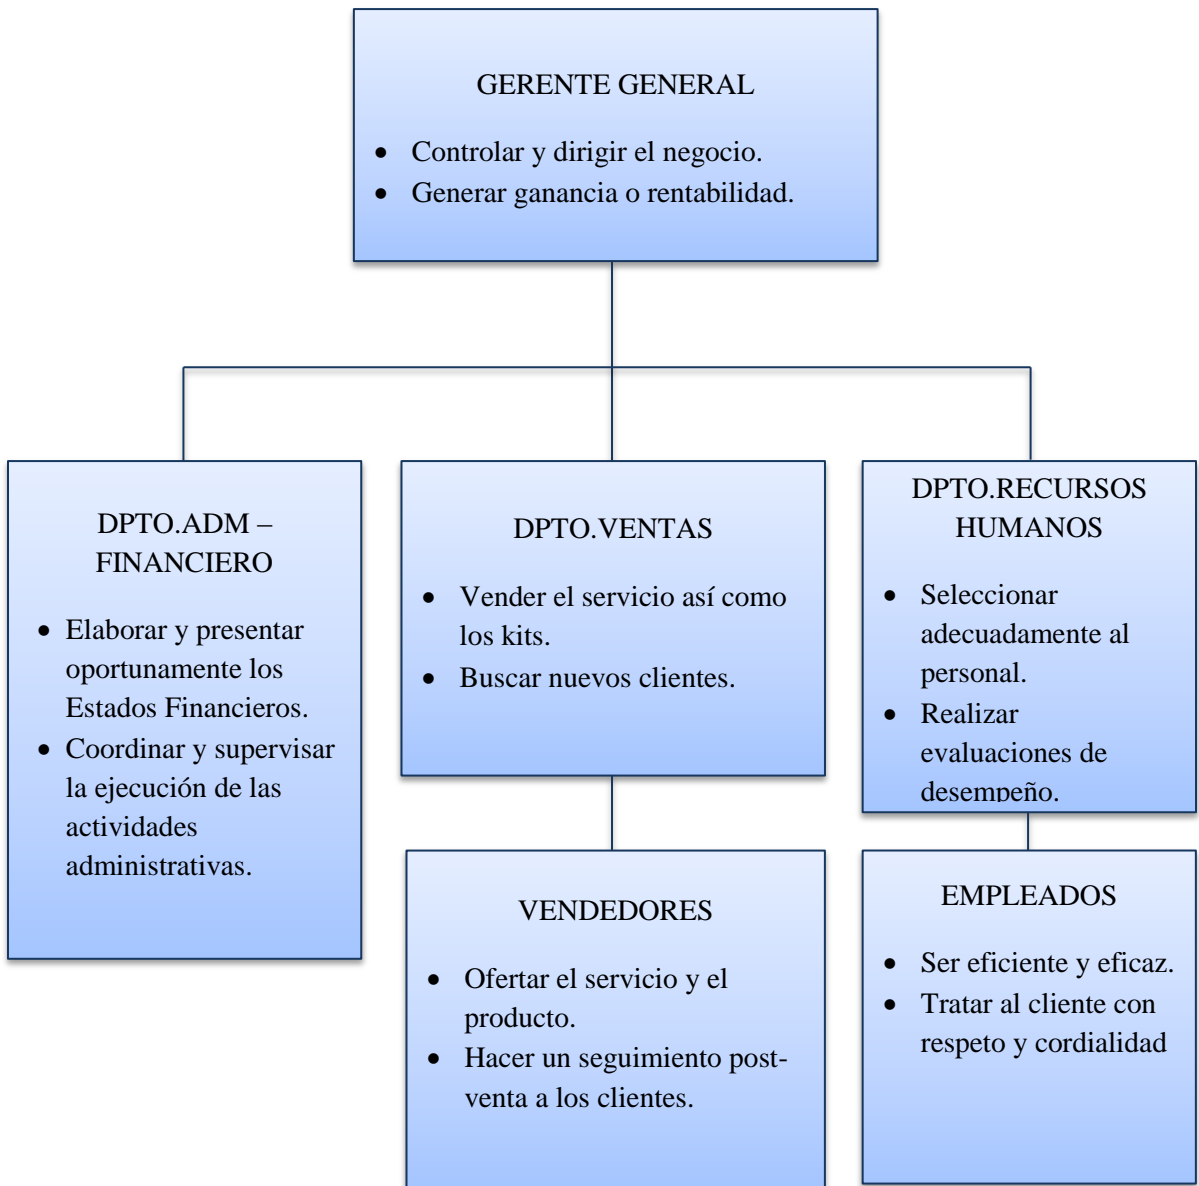 GERENTE GENERAL
• Controlar y dirigir el negocio.
• Generar ganancia o rentabilidad.
DPTO.ADM –
FINANCIERO
• Elaborar y presentar
oportunamente los
Estados Financieros.
• Coordinar y supervisar
la ejecución de las
actividades
administrativas.
DPTO.VENTAS
• Vender el servicio así como
los kits.
• Buscar nuevos clientes.
DPTO.RECURSOS
HUMANOS
• Seleccionar
adecuadamente al
personal.
• Realizar
evaluaciones de
desempeño.
VENDEDORES
• Ofertar el servicio y el
producto.
• Hacer un seguimiento post-
venta a los clientes.
EMPLEADOS
• Ser eficiente y eficaz.
• Tratar al cliente con
respeto y cordialidad